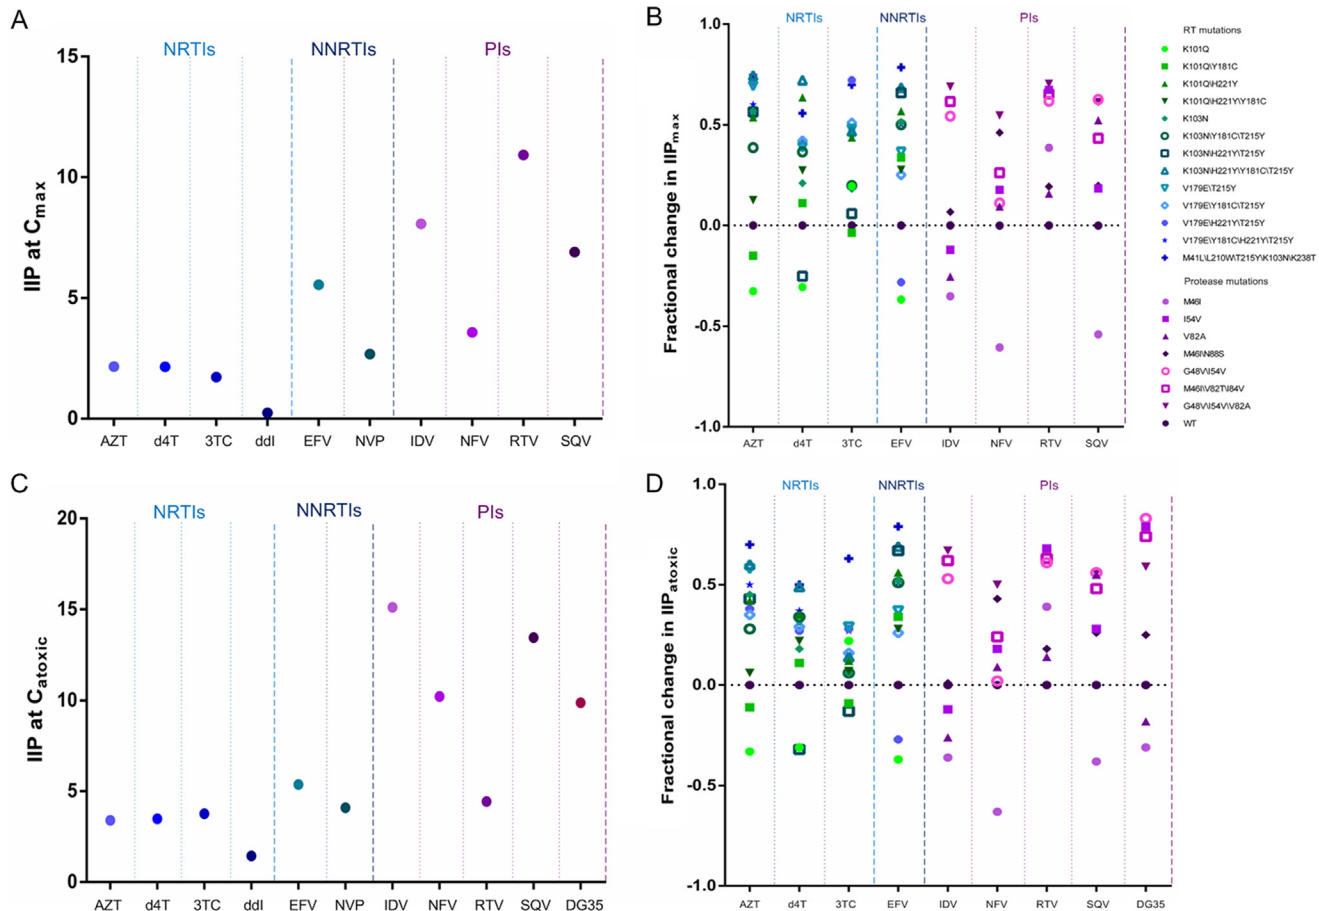 A
NRTIs
NNRTIs
PIs
15
10
5
0
IIP at Cmax
AZT
d4T
3TC
ddI
EFV
NVP
IDV
NFV
RTV
SQV
B
NRTIs
NNRTIs
PIs
1.0
0.5
0.0
-0.5
-1.0
Fractional change in IIPmax
AZT
d4T
3TC
EFV
IDV
NFV
RTV
SQV
RT mutations
K101Q
K101Q\Y181C
K101Q\H221Y
K101Q\H221Y\Y181C
K103N
K103N\Y181C\T215Y
K103N\H221Y\T215Y
K103N\H221Y\Y181C\T215Y
V179E\T215Y
V179E\Y181C\T215Y
V179E\H221Y\T215Y
V179E\Y181C\H221Y\T215Y
M41L\L210W\T215Y\K103N\K238T
Protease mutations
M46I
I54V
V82A
M46I\N88S
G48V\I54V
M46I\V82T\I84V
G48V\I54V\V82A
WT
C
NRTIs
NNRTIs
PIs
20
15
10
5
0
IIP at Catoxic
AZT
d4T
3TC
ddI
EFV
NVP
IDV
NFV
RTV
SQV
DG35
D
NRTIs
NNRTIs
PIs
1.0
0.5
0.0
-0.5
-1.0
Fractional change in IIPatoxic
AZT
d4T
3TC
EFV
IDV
NFV
RTV
SQV
DG35